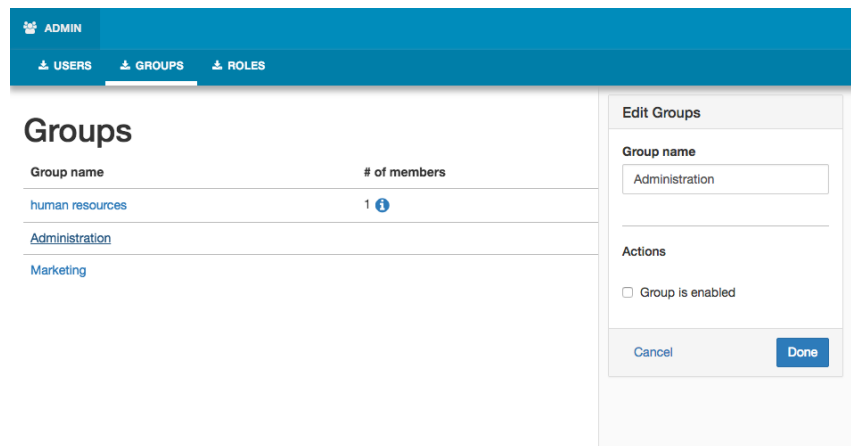 ADMIN
USERS GROUPS ROLES
Groups
Group name # of members
human resources 1
Administration
Marketing
Edit Groups
Group name
Administration
Actions
Group is enabled
Cancel Done